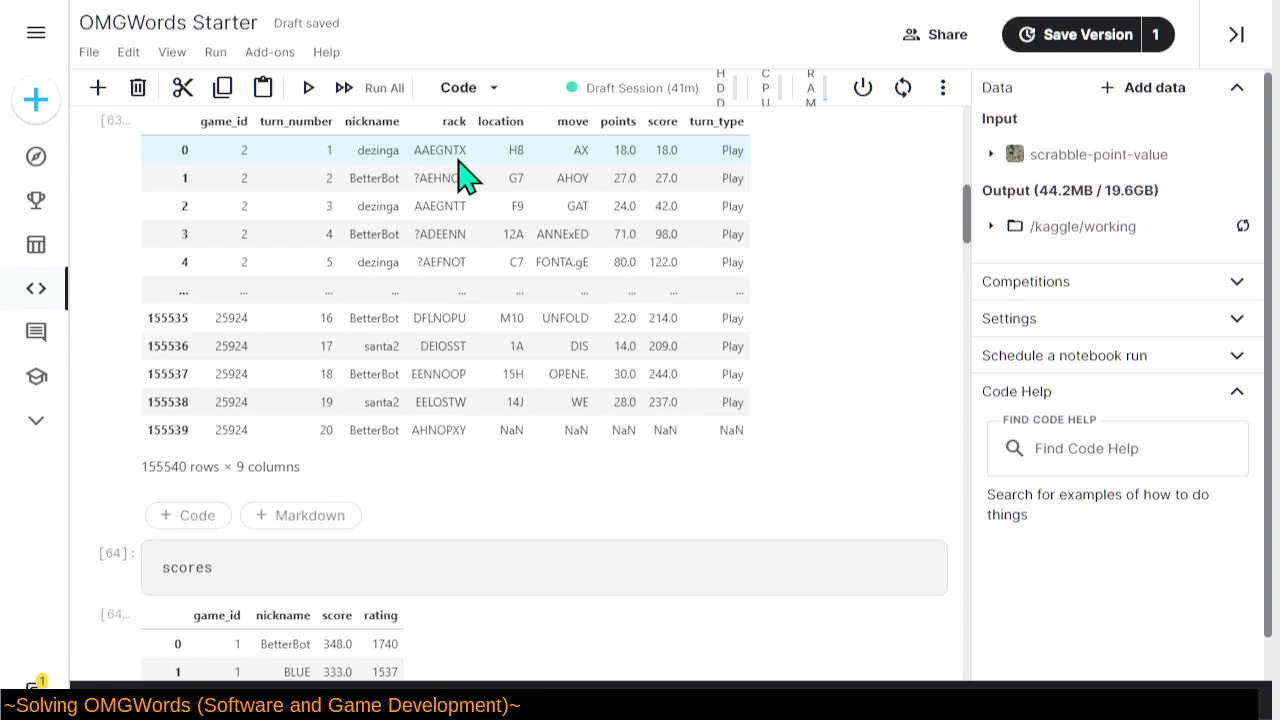 OMGWords Starter Draft saved
Share
Save Version 1
File Edit View Run Add-ons Help
Run All Code Draft Session (41m) HDD CPU RAM
Data + Add data
[63...
game_id turn_number nickname rack location move points score turn_type
0 2 1 dezinga AAEGNTX H8 AX 18.0 18.0 Play
1 2 2 BetterBot G7 AHOY 27.0 27.0 Play
2 2 3 dezinga AAEGNTT F9 GAT 24.0 42.0 Play
3 2 4 BetterBot ?ADEENN 12A ANNExED 71.0 98.0 Play
4 2 5 dezinga ?AEFNOT C7 FONTA.gE 80.0 122.0 Play
... ... ... ... ... ... ... ... ... ...
155535 25924 16 BetterBot DFLNOPU M10 UNFOLD 22.0 214.0 Play
155536 25924 17 santa2 DEIOSST 1A DIS 14.0 209.0 Play
155537 25924 18 BetterBot EENNOOP 15H OPENE. 30.0 244.0 Play
155538 25924 19 santa2 EELOSTW 14J WE 28.0 237.0 Play
155539 25924 20 BetterBot AHNOPXY NaN NaN NaN NaN NaN
155540 rows × 9 columns
+ Code + Markdown
[64]:
scores
[64...
game_id nickname score rating
0 1 BetterBot 348.0 1740
1 1 BLUE 333.0 1537
Input
scrabble-point-value
Output (44.2MB / 19.6GB)
/kaggle/working
Competitions
Settings
Schedule a notebook run
Code Help
FIND CODE HELP
Find Code Help
Search for examples of how to do
things
1
~Solving OMGWords (Software and Game Development)~